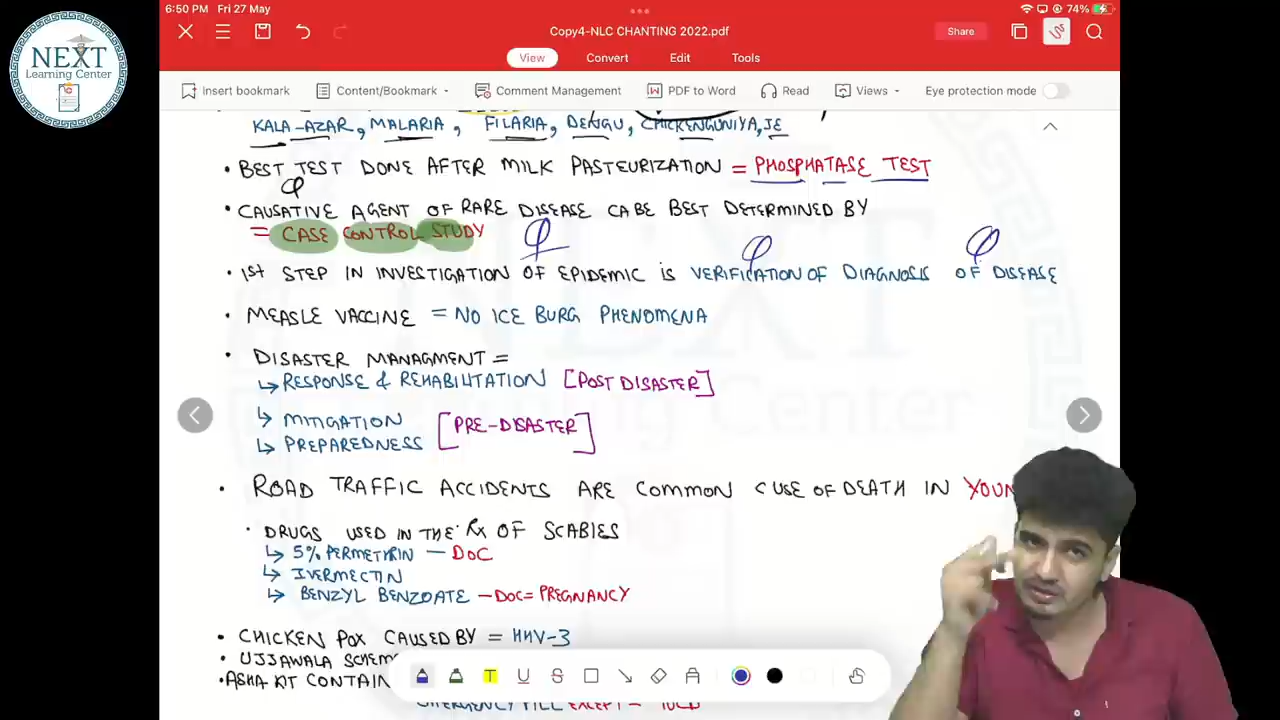 6:50 PM Fri 27 May
74%
NEXT
Learning Center
Copy4-NLC CHANTING 2022.pdf
Share
View Convert Edit Tools
Insert bookmark Content/Bookmark Comment Management PDF to Word Read Views Eye protection mode
KALA-AZAR, MALARIA, FILARIA, DENGU, CHICKENGUNIYA, JE
• BEST TEST DONE AFTER MILK PASTEURIZATION = PHOSPHATASE TEST
• CAUSATIVE AGENT OF RARE DISEASE CABE BEST DETERMINED BY
= CASE CONTROL STUDY
• 1ST STEP IN INVESTIGATION OF EPIDEMIC IS VERIFICATION OF DIAGNOSIS OF DISEASE
• MEASLE VACCINE = NO ICE BURG PHENOMENA
• DISASTER MANAGMENT =
↳ RESPONSE & REHABILITATION [POST DISASTER]
↳ MITIGATION
[PRE-DISASTER]
↳ PREPAREDNESS
• ROAD TRAFFIC ACCIDENTS ARE COMMON CUSE OF DEATH IN YOUN
• DRUGS USED IN THE Rx OF SCABIES
↳ 5% PERMETYRIN — DOC
↳ IVERMECTIN
↳ BENZYL BENZOATE — DOC = PREGNANCY
• CHICKEN POX CAUSED BY = HHV-3
• UJJAWALA SCHEM
• ASHA KIT CONTAIN
EMERGENCY PILL EXCEPT = IUCD